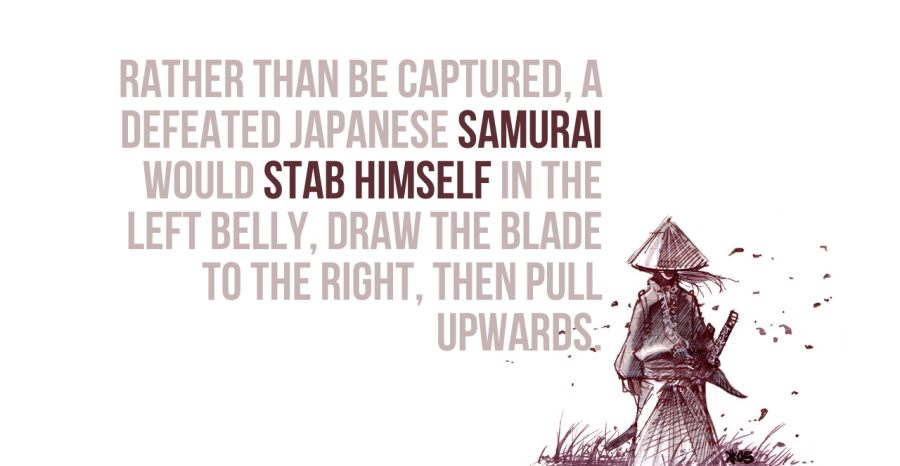 RATHER THAN BE CAPTURED, A
DEFEATED JAPANESE SAMURAI
WOULD STAB HIMSELF IN THE
LEFT BELLY, DRAW THE BLADE
TO THE RIGHT, THEN PULL
UPWARDS.